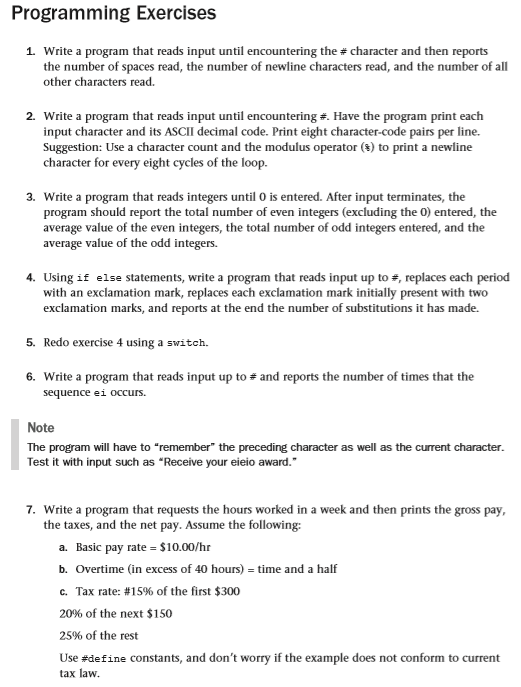 Programming Exercises
1. Write a program that reads input until encountering the # character and then reports
the number of spaces read, the number of newline characters read, and the number of all
other characters read.
2. Write a program that reads input until encountering #. Have the program print each
input character and its ASCII decimal code. Print eight character-code pairs per line.
Suggestion: Use a character count and the modulus operator (%) to print a newline
character for every eight cycles of the loop.
3. Write a program that reads integers until 0 is entered. After input terminates, the
program should report the total number of even integers (excluding the 0) entered, the
average value of the even integers, the total number of odd integers entered, and the
average value of the odd integers.
4. Using if else statements, write a program that reads input up to #, replaces each period
with an exclamation mark, replaces each exclamation mark initially present with two
exclamation marks, and reports at the end the number of substitutions it has made.
5. Redo exercise 4 using a switch.
6. Write a program that reads input up to # and reports the number of times that the
sequence ei occurs.
Note
The program will have to “remember” the preceding character as well as the current character.
Test it with input such as “Receive your eieio award.”
7. Write a program that requests the hours worked in a week and then prints the gross pay,
the taxes, and the net pay. Assume the following:
a. Basic pay rate = $10.00/hr
b. Overtime (in excess of 40 hours) = time and a half
c. Tax rate: #15% of the first $300
20% of the next $150
25% of the rest
Use #define constants, and don’t worry if the example does not conform to current
tax law.